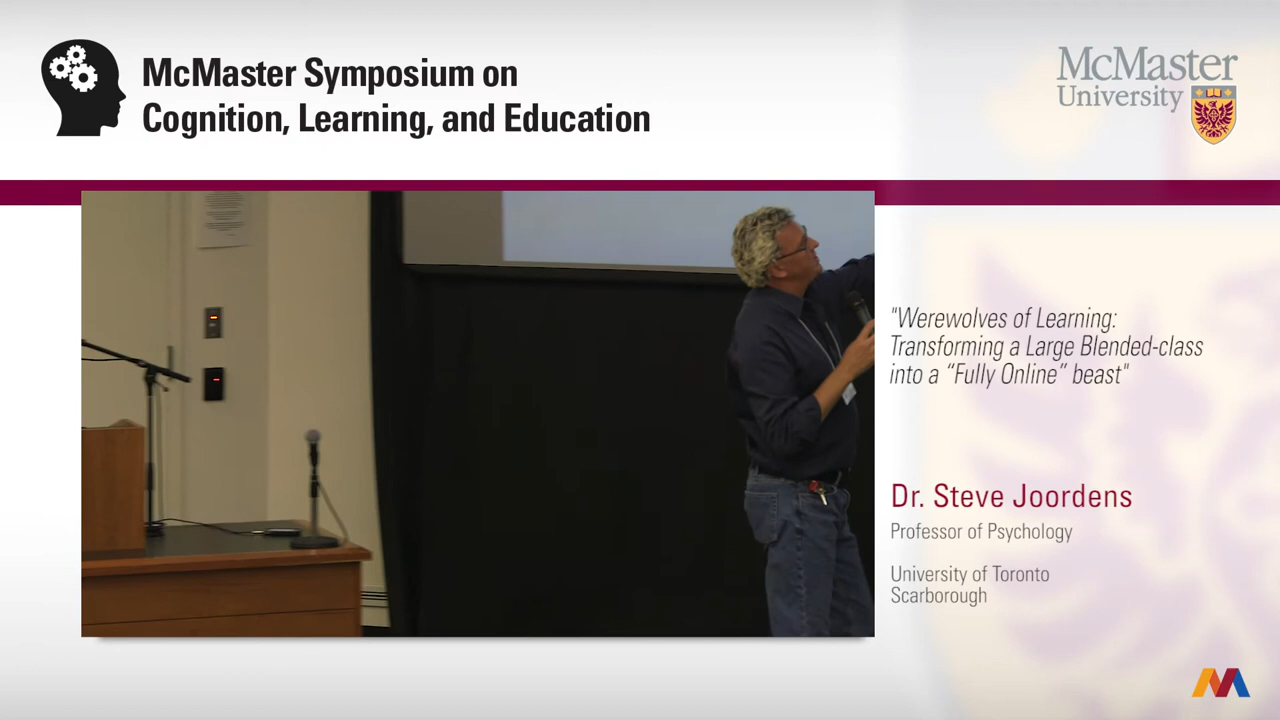 McMaster Symposium on
Cognition, Learning, and Education
McMaster
University
"Werewolves of Learning:
Transforming a Large Blended-class
into a “Fully Online” beast"
Dr. Steve Joordens
Professor of Psychology
University of Toronto
Scarborough